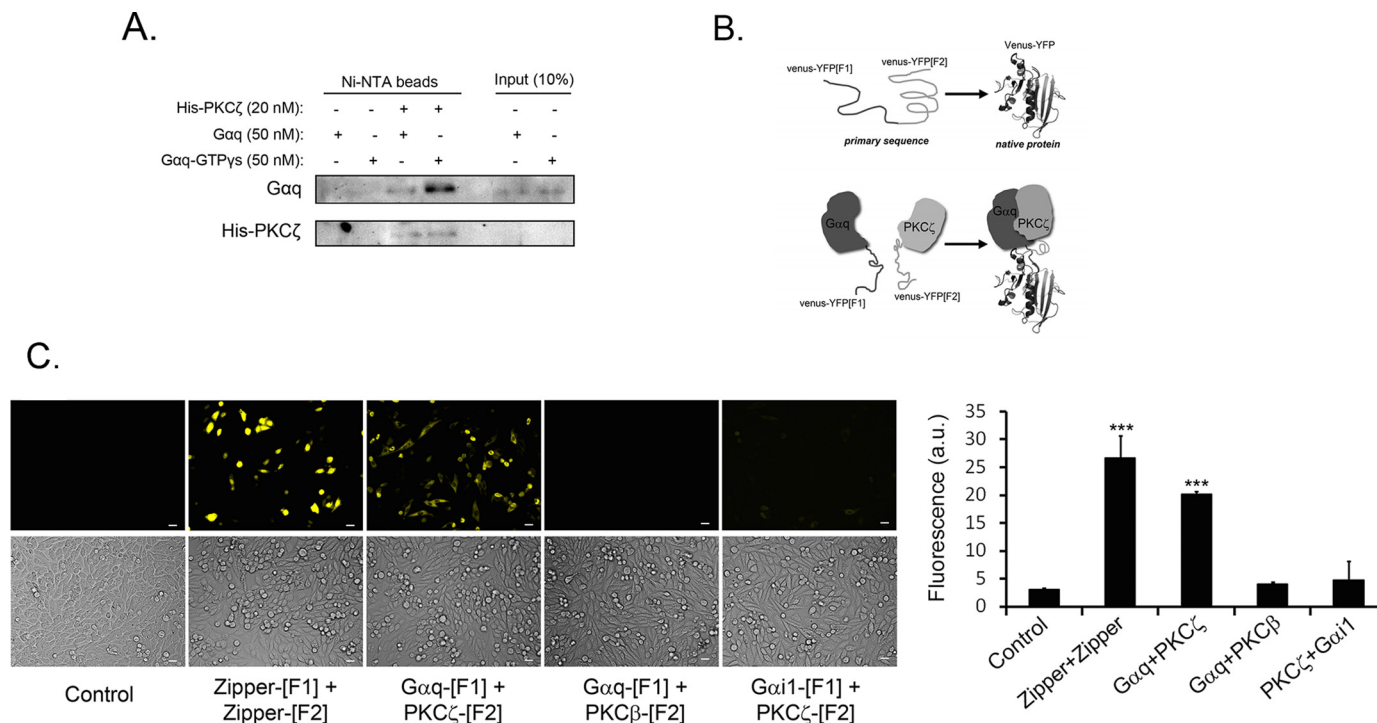 A.
Ni-NTA beads Input (10%)
His-PKCζ (20 nM): - - + + - -
Gαq (50 nM): + - + - + -
Gαq-GTPγs (50 nM): - + - + - +
Gαq
His-PKCζ
B.
venus-YFP[F1] venus-YFP[F2] Venus-YFP
primary sequence native protein
Gαq PKCζ Gαq PKCζ
venus-YFP[F1] venus-YFP[F2]
C.
Control
Zipper-[F1] +
Zipper-[F2]
Gαq-[F1] +
PKCζ-[F2]
Gαq-[F1] +
PKCβ-[F2]
Gαi1-[F1] +
PKCζ-[F2]
Fluorescence (a.u.)
35
30
25
20
15
10
5
0
***
***
Control
Zipper+Zipper
Gαq+PKCζ
Gαq+PKCβ
PKCζ+Gαi1